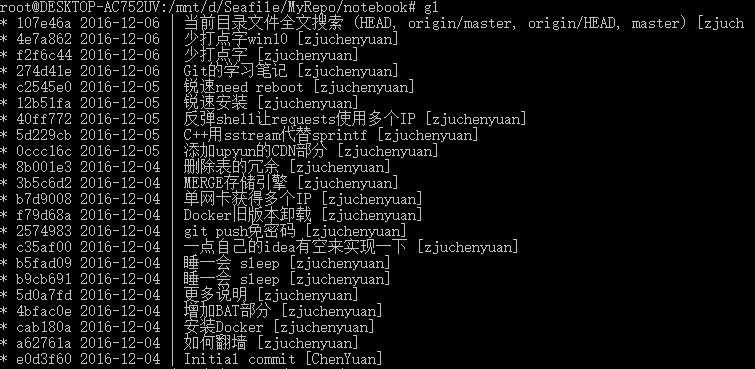 root@DESKTOP-AC752UV:/mnt/d/Seafile/MyRepo/notebook# gl
* 107e46a 2016-12-06 | 当前目录文件全文搜索 (HEAD, origin/master, origin/HEAD, master) [zjuch
* 4e7a862 2016-12-06 | 少打点字win10 [zjuchenyuan]
* f2f6c44 2016-12-06 | 少打点字 [zjuchenyuan]
* 274d41e 2016-12-06 | Git的学习笔记 [zjuchenyuan]
* c2545e0 2016-12-05 | 锐速need reboot [zjuchenyuan]
* 12b51fa 2016-12-05 | 锐速安装 [zjuchenyuan]
* 40ff772 2016-12-05 | 反弹shell让requests使用多个IP [zjuchenyuan]
* 5d229cb 2016-12-05 | C++用sstream代替sprintf [zjuchenyuan]
* 0ccc16c 2016-12-05 | 添加upyun的CDN部分 [zjuchenyuan]
* 8b001e3 2016-12-04 | 删除表的冗余 [zjuchenyuan]
* 3b5c6d2 2016-12-04 | MERGE存储引擎 [zjuchenyuan]
* b7d9008 2016-12-04 | 单网卡获得多个IP [zjuchenyuan]
* f79d68a 2016-12-04 | Docker旧版本卸载 [zjuchenyuan]
* 2574983 2016-12-04 | git push免密码 [zjuchenyuan]
* c35af00 2016-12-04 | 一点自己的idea有空来实现一下 [zjuchenyuan]
* b5fad09 2016-12-04 | 睡一会 sleep [zjuchenyuan]
* b9cb691 2016-12-04 | 睡一会 sleep [zjuchenyuan]
* 5d0a7fd 2016-12-04 | 更多说明 [zjuchenyuan]
* 4bfac0e 2016-12-04 | 增加BAT部分 [zjuchenyuan]
* cab180a 2016-12-04 | 安装Docker [zjuchenyuan]
* a62761a 2016-12-04 | 如何翻墙 [zjuchenyuan]
* e0d3f60 2016-12-04 | Initial commit [ChenYuan]